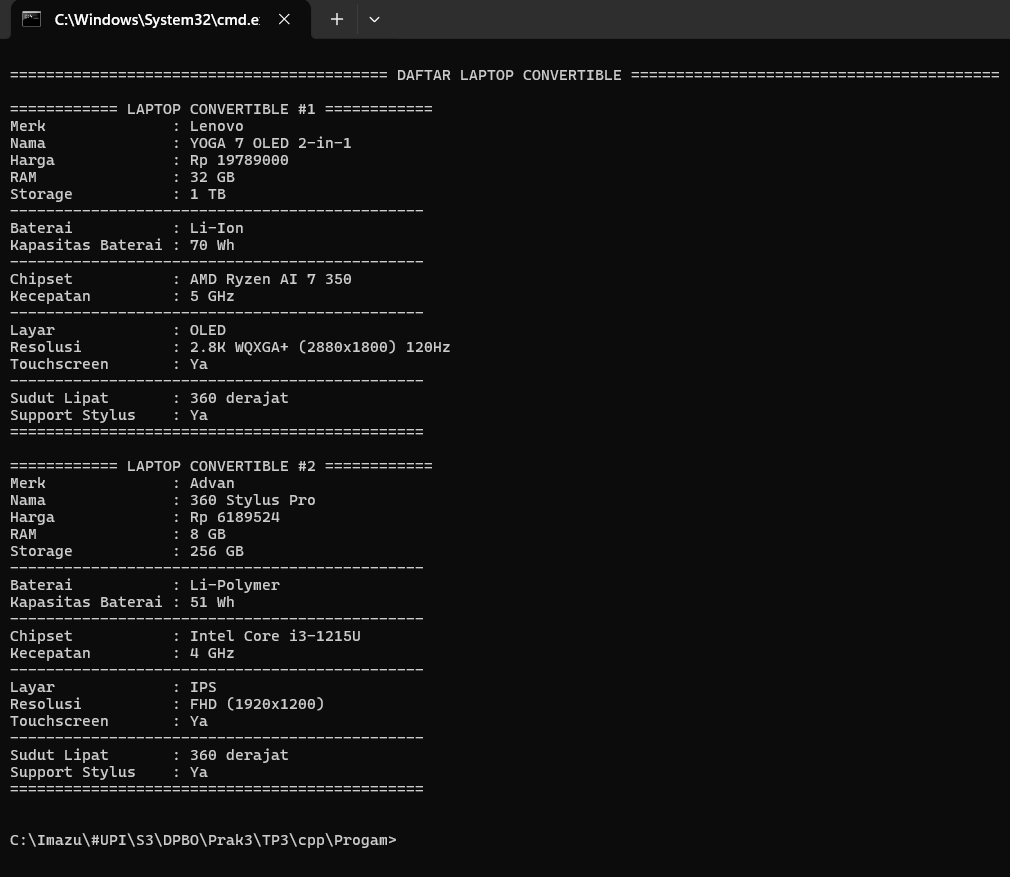 C:\Windows\System32\cmd.e
========================================== DAFTAR LAPTOP CONVERTIBLE =========================================
============ LAPTOP CONVERTIBLE #1 ============
Merk : Lenovo
Nama : YOGA 7 OLED 2-in-1
Harga : Rp 19789000
RAM : 32 GB
Storage : 1 TB
----------------------------------------------
Baterai : Li-Ion
Kapasitas Baterai : 70 Wh
----------------------------------------------
Chipset : AMD Ryzen AI 7 350
Kecepatan : 5 GHz
----------------------------------------------
Layar : OLED
Resolusi : 2.8K WQXGA+ (2880x1800) 120Hz
Touchscreen : Ya
----------------------------------------------
Sudut Lipat : 360 derajat
Support Stylus : Ya
==============================================
============ LAPTOP CONVERTIBLE #2 ============
Merk : Advan
Nama : 360 Stylus Pro
Harga : Rp 6189524
RAM : 8 GB
Storage : 256 GB
----------------------------------------------
Baterai : Li-Polymer
Kapasitas Baterai : 51 Wh
----------------------------------------------
Chipset : Intel Core i3-1215U
Kecepatan : 4 GHz
----------------------------------------------
Layar : IPS
Resolusi : FHD (1920x1200)
Touchscreen : Ya
----------------------------------------------
Sudut Lipat : 360 derajat
Support Stylus : Ya
==============================================
C:\Imazu\#UPI\S3\DPBO\Prak3\TP3\cpp\Progam>